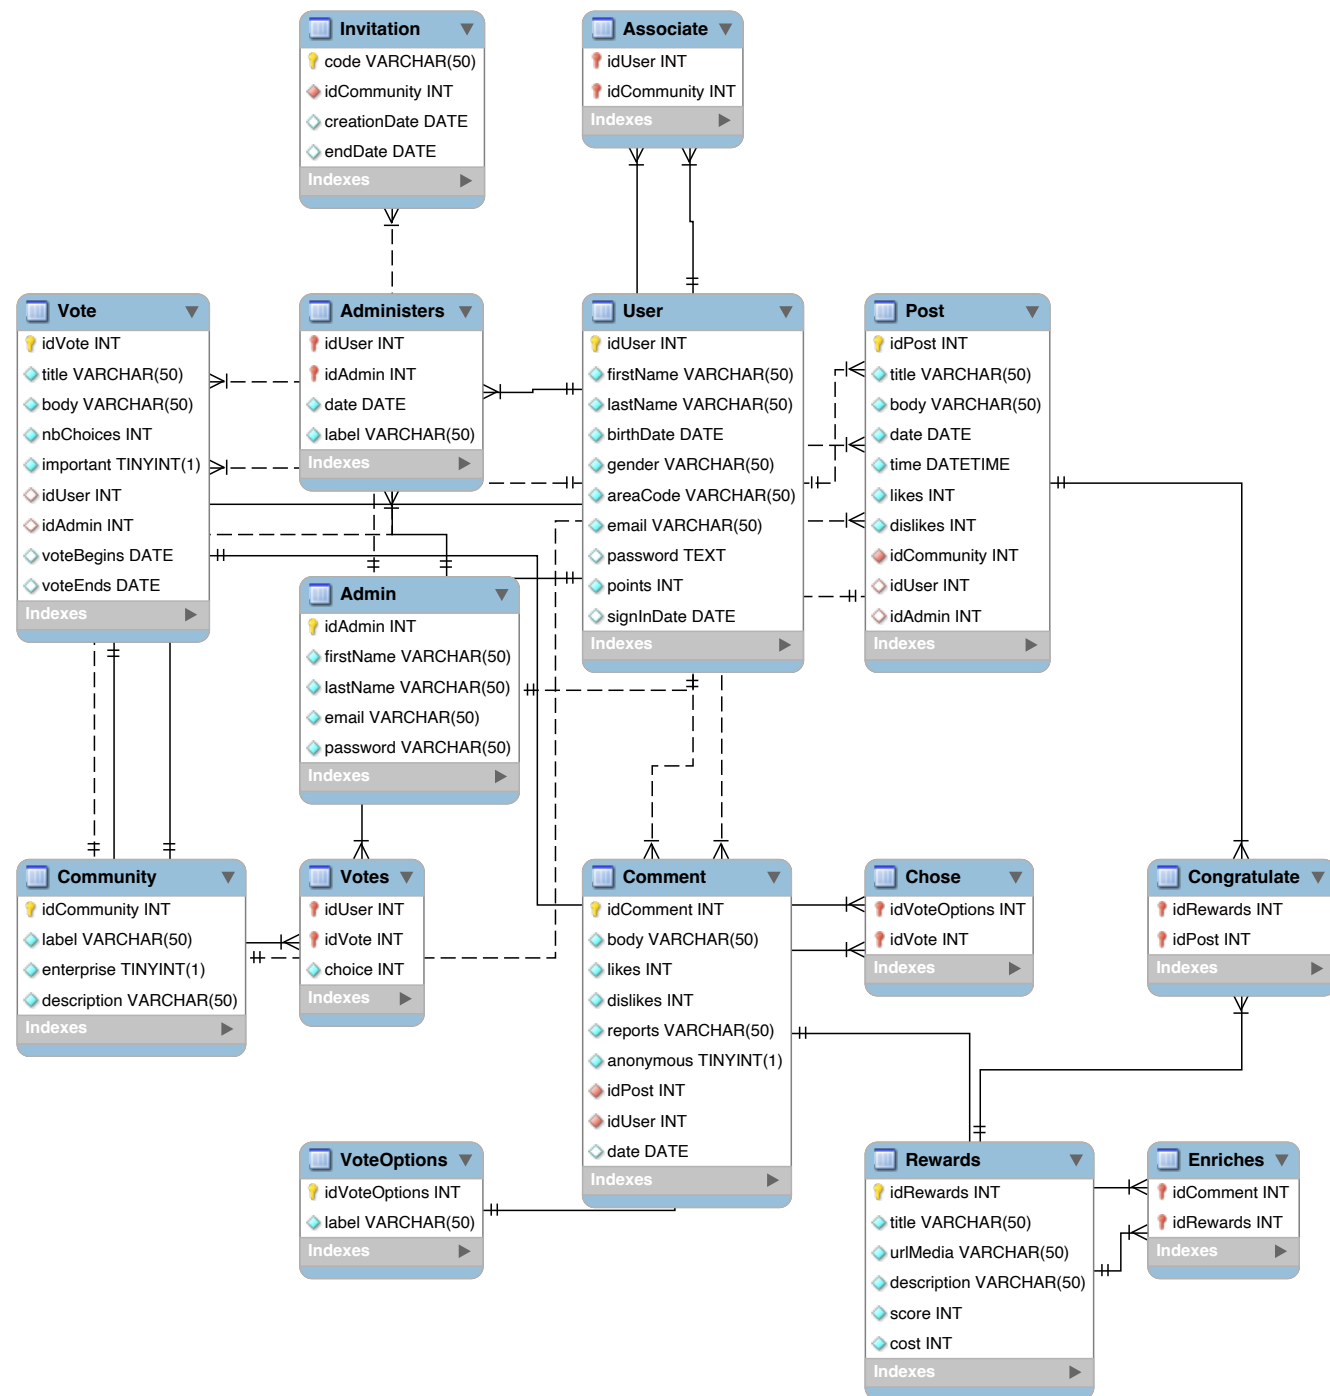 Invitation
code VARCHAR(50)
idCommunity INT
creationDate DATE
endDate DATE
Indexes
Associate
idUser INT
idCommunity INT
Indexes
Vote
idVote INT
title VARCHAR(50)
body VARCHAR(50)
nbChoices INT
important TINYINT(1)
idUser INT
idAdmin INT
voteBegins DATE
voteEnds DATE
Indexes
Administers
idUser INT
idAdmin INT
date DATE
label VARCHAR(50)
Indexes
User
idUser INT
firstName VARCHAR(50)
lastName VARCHAR(50)
birthDate DATE
gender VARCHAR(50)
areaCode VARCHAR(50)
email VARCHAR(50)
password TEXT
points INT
signInDate DATE
Indexes
Post
idPost INT
title VARCHAR(50)
body VARCHAR(50)
date DATE
time DATETIME
likes INT
dislikes INT
idCommunity INT
idUser INT
idAdmin INT
Indexes
Admin
idAdmin INT
firstName VARCHAR(50)
lastName VARCHAR(50)
email VARCHAR(50)
password VARCHAR(50)
Indexes
Community
idCommunity INT
label VARCHAR(50)
enterprise TINYINT(1)
description VARCHAR(50)
Indexes
Votes
idUser INT
idVote INT
choice INT
Indexes
Comment
idComment INT
body VARCHAR(50)
likes INT
dislikes INT
reports VARCHAR(50)
anonymous TINYINT(1)
idPost INT
idUser INT
date DATE
Indexes
Chose
idVoteOptions INT
idVote INT
Indexes
Congratulate
idRewards INT
idPost INT
Indexes
VoteOptions
idVoteOptions INT
label VARCHAR(50)
Indexes
Rewards
idRewards INT
title VARCHAR(50)
urlMedia VARCHAR(50)
description VARCHAR(50)
score INT
cost INT
Indexes
Enriches
idComment INT
idRewards INT
Indexes